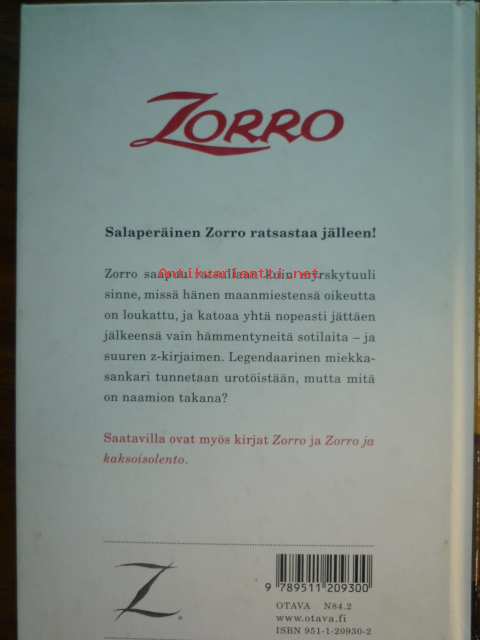 ZORRO
Salaperäinen Zorro ratsastaa jälleen!
Zorro saapuu ratsullaan kuin myrskytuuli
sinne, missä hänen maanmiestensä oikeutta
on loukattu, ja katoaa yhtä nopeasti jättäen
jälkeensä vain hämmentyneitä sotilaita – ja
suuren z-kirjaimen. Legendaarinen miekka-
sankari tunnetaan urotöistään, mutta mitä
on naamion takana?
Saatavilla ovat myös kirjat Zorro ja Zorro ja
kaksoisolento.
Z.
9 789511 209300
OTAVA N84.2
www.otava.fi
ISBN 951-1-20930-2